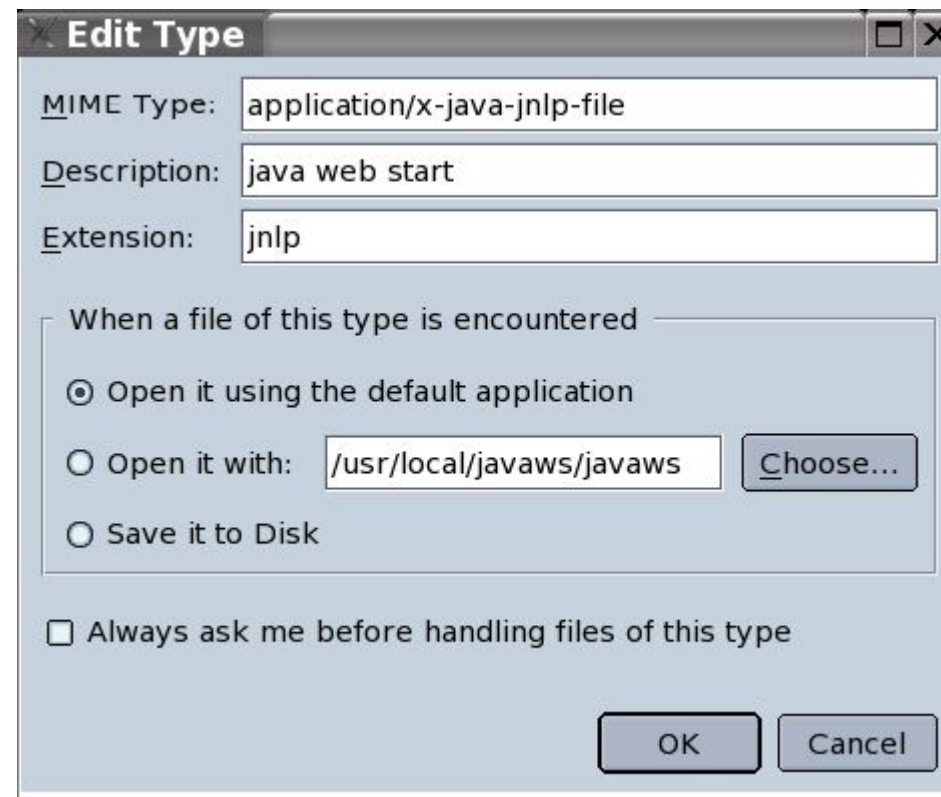 Edit Type
MIME Type: application/x-java-jnlp-file
Description: java web start
Extension: jnlp
When a file of this type is encountered
Open it using the default application
Open it with: /usr/local/javaws/javaws Choose...
Save it to Disk
Always ask me before handling files of this type
OK Cancel